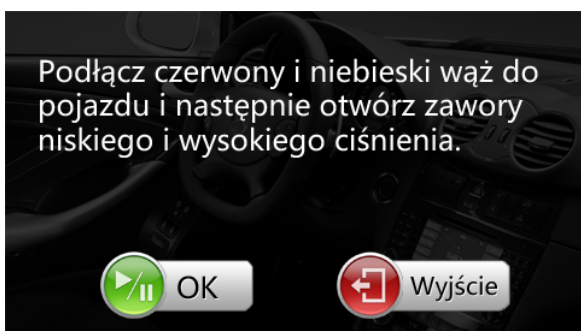 Podłącz czerwony i niebieski wąż do
pojazdu i następnie otwórz zawory
niskiego i wysokiego ciśnienia.
OK
Wyjście